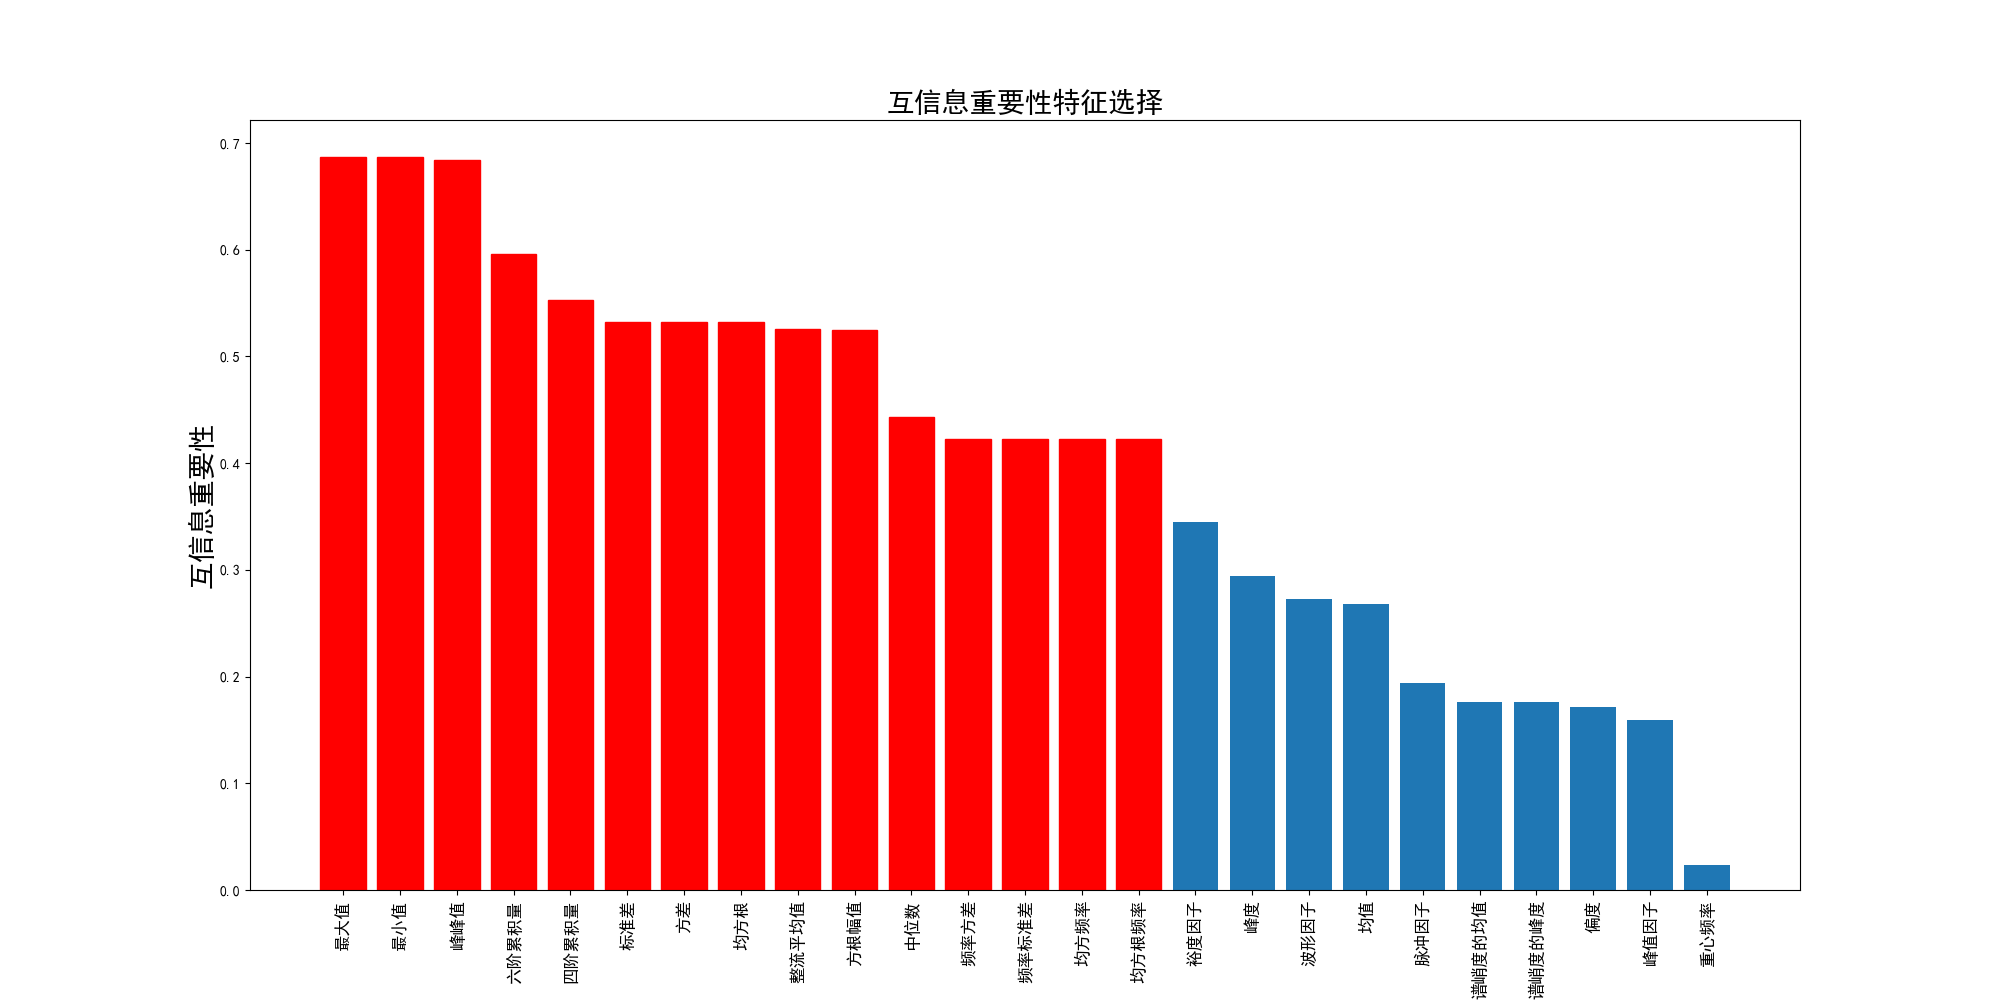 互信息重要性特征选择
互信息重要性
0.7
0.6
0.5
0.4
0.3
0.2
0.1
0.0
最大值
最小值
峰峰值
六阶累积量
四阶累积量
标准差
方差
均方根
整流平均值
方根幅值
中位数
频率方差
频率标准差
均方频率
均方根频率
裕度因子
峰度
波形因子
均值
脉冲因子
谱峭度的均值
谱峭度的峰度
偏度
峰值因子
重心频率